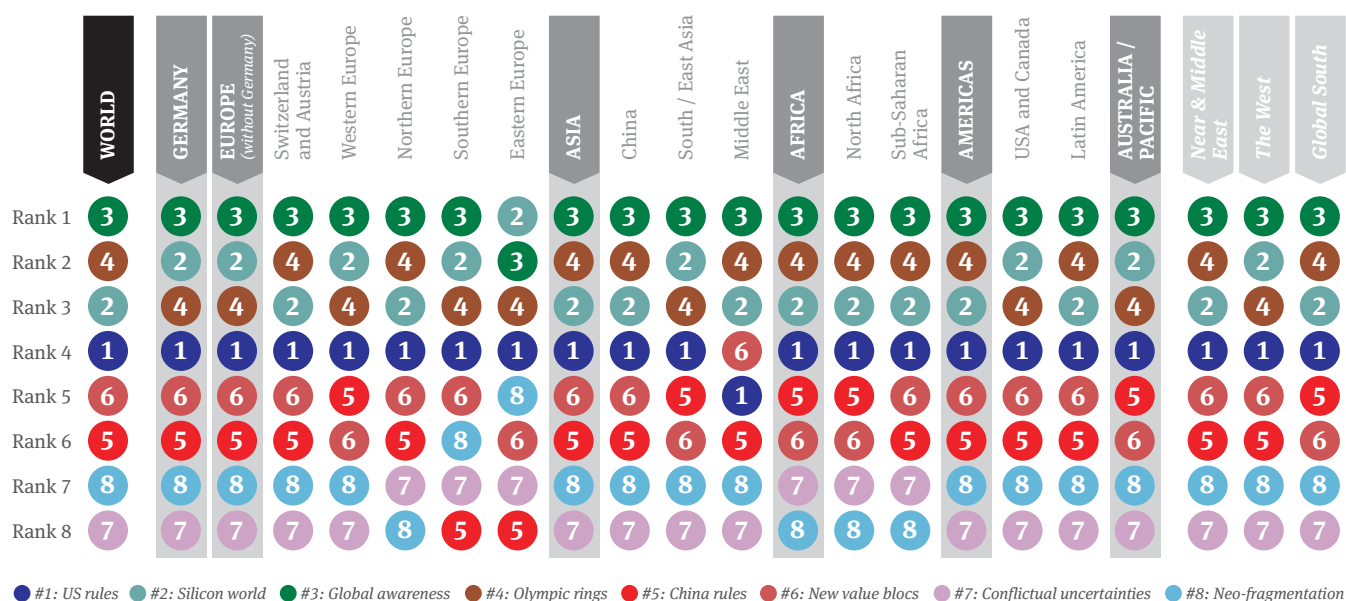 WORLD
GERMANY
EUROPE
(without Germany)
Switzerland
and Austria
Western Europe
Northern Europe
Southern Europe
Eastern Europe
ASIA
China
South / East Asia
Middle East
AFRICA
North Africa
Sub-Saharan
Africa
AMERICAS
USA and Canada
Latin America
AUSTRALIA /
PACIFIC
Near & Middle
East
The West
Global South
Rank 1 3 3 3 3 3 3 3 2 3 3 3 3 3 3 3 3 3 3 3 3 3 3
Rank 2 4 2 2 4 2 4 2 3 4 4 2 4 4 4 4 4 2 4 2 4 2 4
Rank 3 2 4 4 2 4 2 4 4 2 2 4 2 2 2 2 2 4 2 4 2 4 2
Rank 4 1 1 1 1 1 1 1 1 1 1 1 6 1 1 1 1 1 1 1 1 1 1
Rank 5 6 6 6 6 5 6 6 8 6 6 5 1 5 5 6 6 6 6 5 6 6 5
Rank 6 5 5 5 5 6 5 8 6 5 5 6 5 6 6 5 5 5 5 6 5 5 6
Rank 7 8 8 8 8 8 7 7 7 8 8 8 8 7 7 7 8 8 8 8 8 8 8
Rank 8 7 7 7 7 7 8 5 5 7 7 7 7 8 8 8 7 7 7 7 7 7 7
#1: US rules #2: Silicon world #3: Global awareness #4: Olympic rings #5: China rules #6: New value blocs #7: Conflictual uncertainties #8: Neo-fragmentation